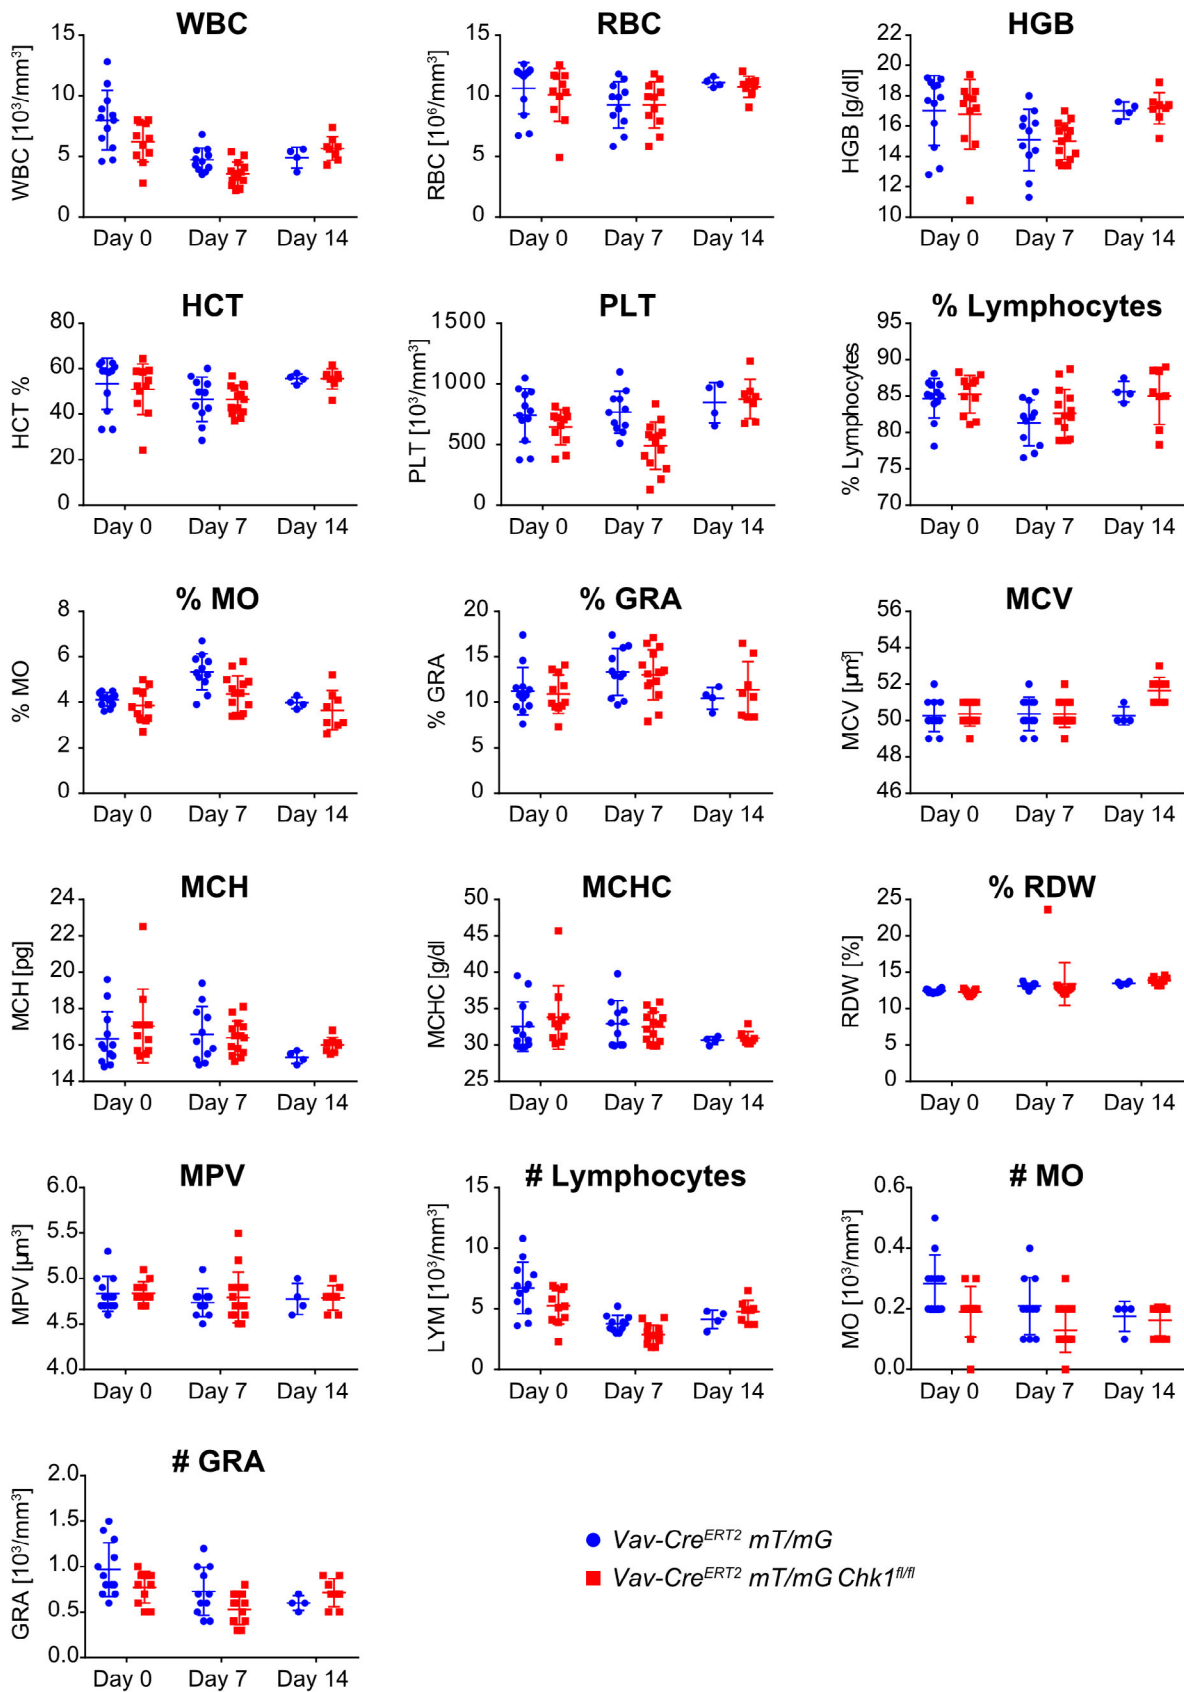 WBC
WBC [10³/mm³]
15
10
5
0
Day 0 Day 7 Day 14
RBC
RBC [10⁶/mm³]
15
10
5
0
Day 0 Day 7 Day 14
HGB
HGB [g/dl]
20
18
16
14
12
10
Day 0 Day 7 Day 14
HCT
HCT %
80
60
40
20
0
Day 0 Day 7 Day 14
PLT
PLT [10³/mm³]
1500
1000
500
0
Day 0 Day 7 Day 14
% Lymphocytes
% Lymphocytes
95
90
85
80
75
70
Day 0 Day 7 Day 14
% MO
% MO
8
6
4
2
0
Day 0 Day 7 Day 14
% GRA
% GRA
20
15
10
5
0
Day 0 Day 7 Day 14
MCV
MCV [µm³]
56
54
52
50
48
46
Day 0 Day 7 Day 14
MCH
MCH [pg]
24
22
20
18
16
14
Day 0 Day 7 Day 14
MCHC
MCHC [g/dl
50
45
40
35
30
25
Day 0 Day 7 Day 14
% RDW
RDW [%]
25
20
15
10
5
0
Day 0 Day 7 Day 14
MPV
MPV [µm³]
6.0
5.5
5.0
4.5
4.0
Day 0 Day 7 Day 14
# Lymphocytes
LYM [10³/mm³]
15
10
5
0
Day 0 Day 7 Day 14
# MO
MO [10³/mm³]
0.6
0.4
0.2
0.0
Day 0 Day 7 Day 14
# GRA
GRA [10³/mm³]
2.0
1.5
1.0
0.5
0.0
Day 0 Day 7 Day 14
Vav-Cre^ERT2 mT/mG
Vav-Cre^ERT2 mT/mG Chk1^fl/fl